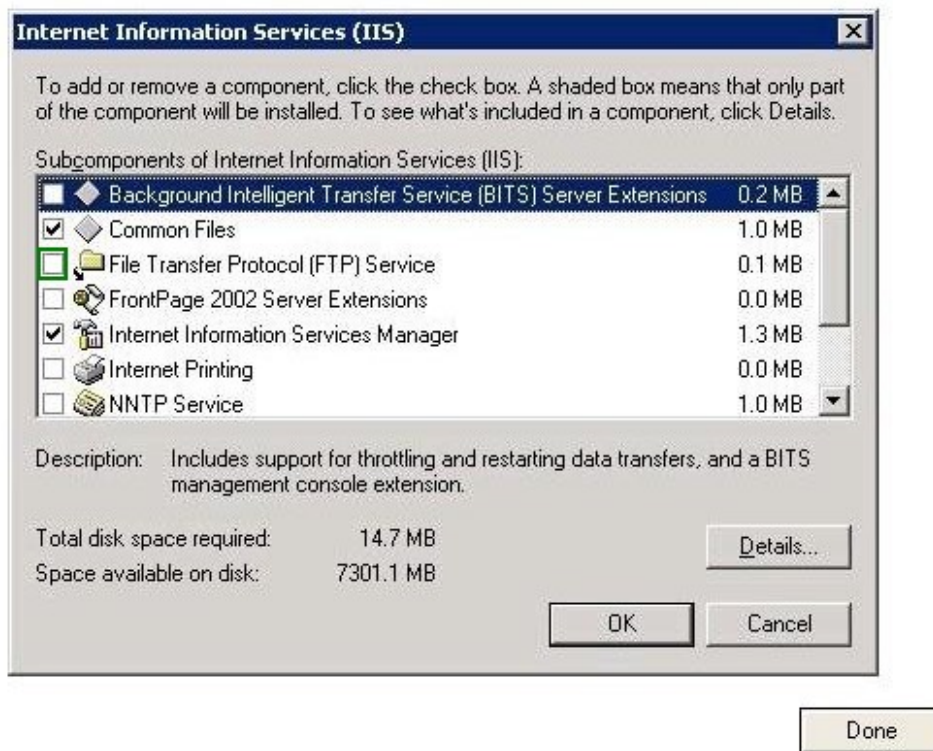 Internet Information Services (IIS)
To add or remove a component, click the check box. A shaded box means that only part
of the component will be installed. To see what's included in a component, click Details.
Subcomponents of Internet Information Services (IIS):
Background Intelligent Transfer Service (BITS) Server Extensions 0.2 MB
Common Files 1.0 MB
File Transfer Protocol (FTP) Service 0.1 MB
FrontPage 2002 Server Extensions 0.0 MB
Internet Information Services Manager 1.3 MB
Internet Printing 0.0 MB
NNTP Service 1.0 MB
Description: Includes support for throttling and restarting data transfers, and a BITS
management console extension.
Total disk space required: 14.7 MB
Space available on disk: 7301.1 MB
Details...
OK Cancel
Done